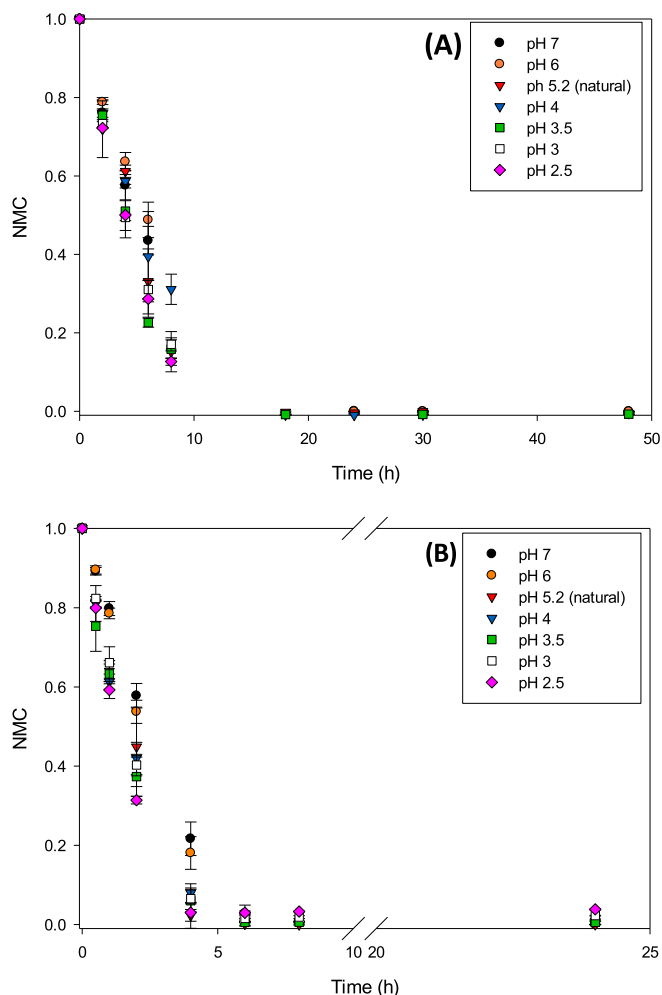 (A)
pH 7
pH 6
ph 5.2 (natural)
pH 4
pH 3.5
pH 3
pH 2.5
NMC
1.0
0.8
0.6
0.4
0.2
0.0
0 10 20 30 40 50
Time (h)
(B)
pH 7
pH 6
pH 5.2 (natural)
pH 4
pH 3.5
pH 3
pH 2.5
NMC
1.0
0.8
0.6
0.4
0.2
0.0
0 5 10 20 25
Time (h)